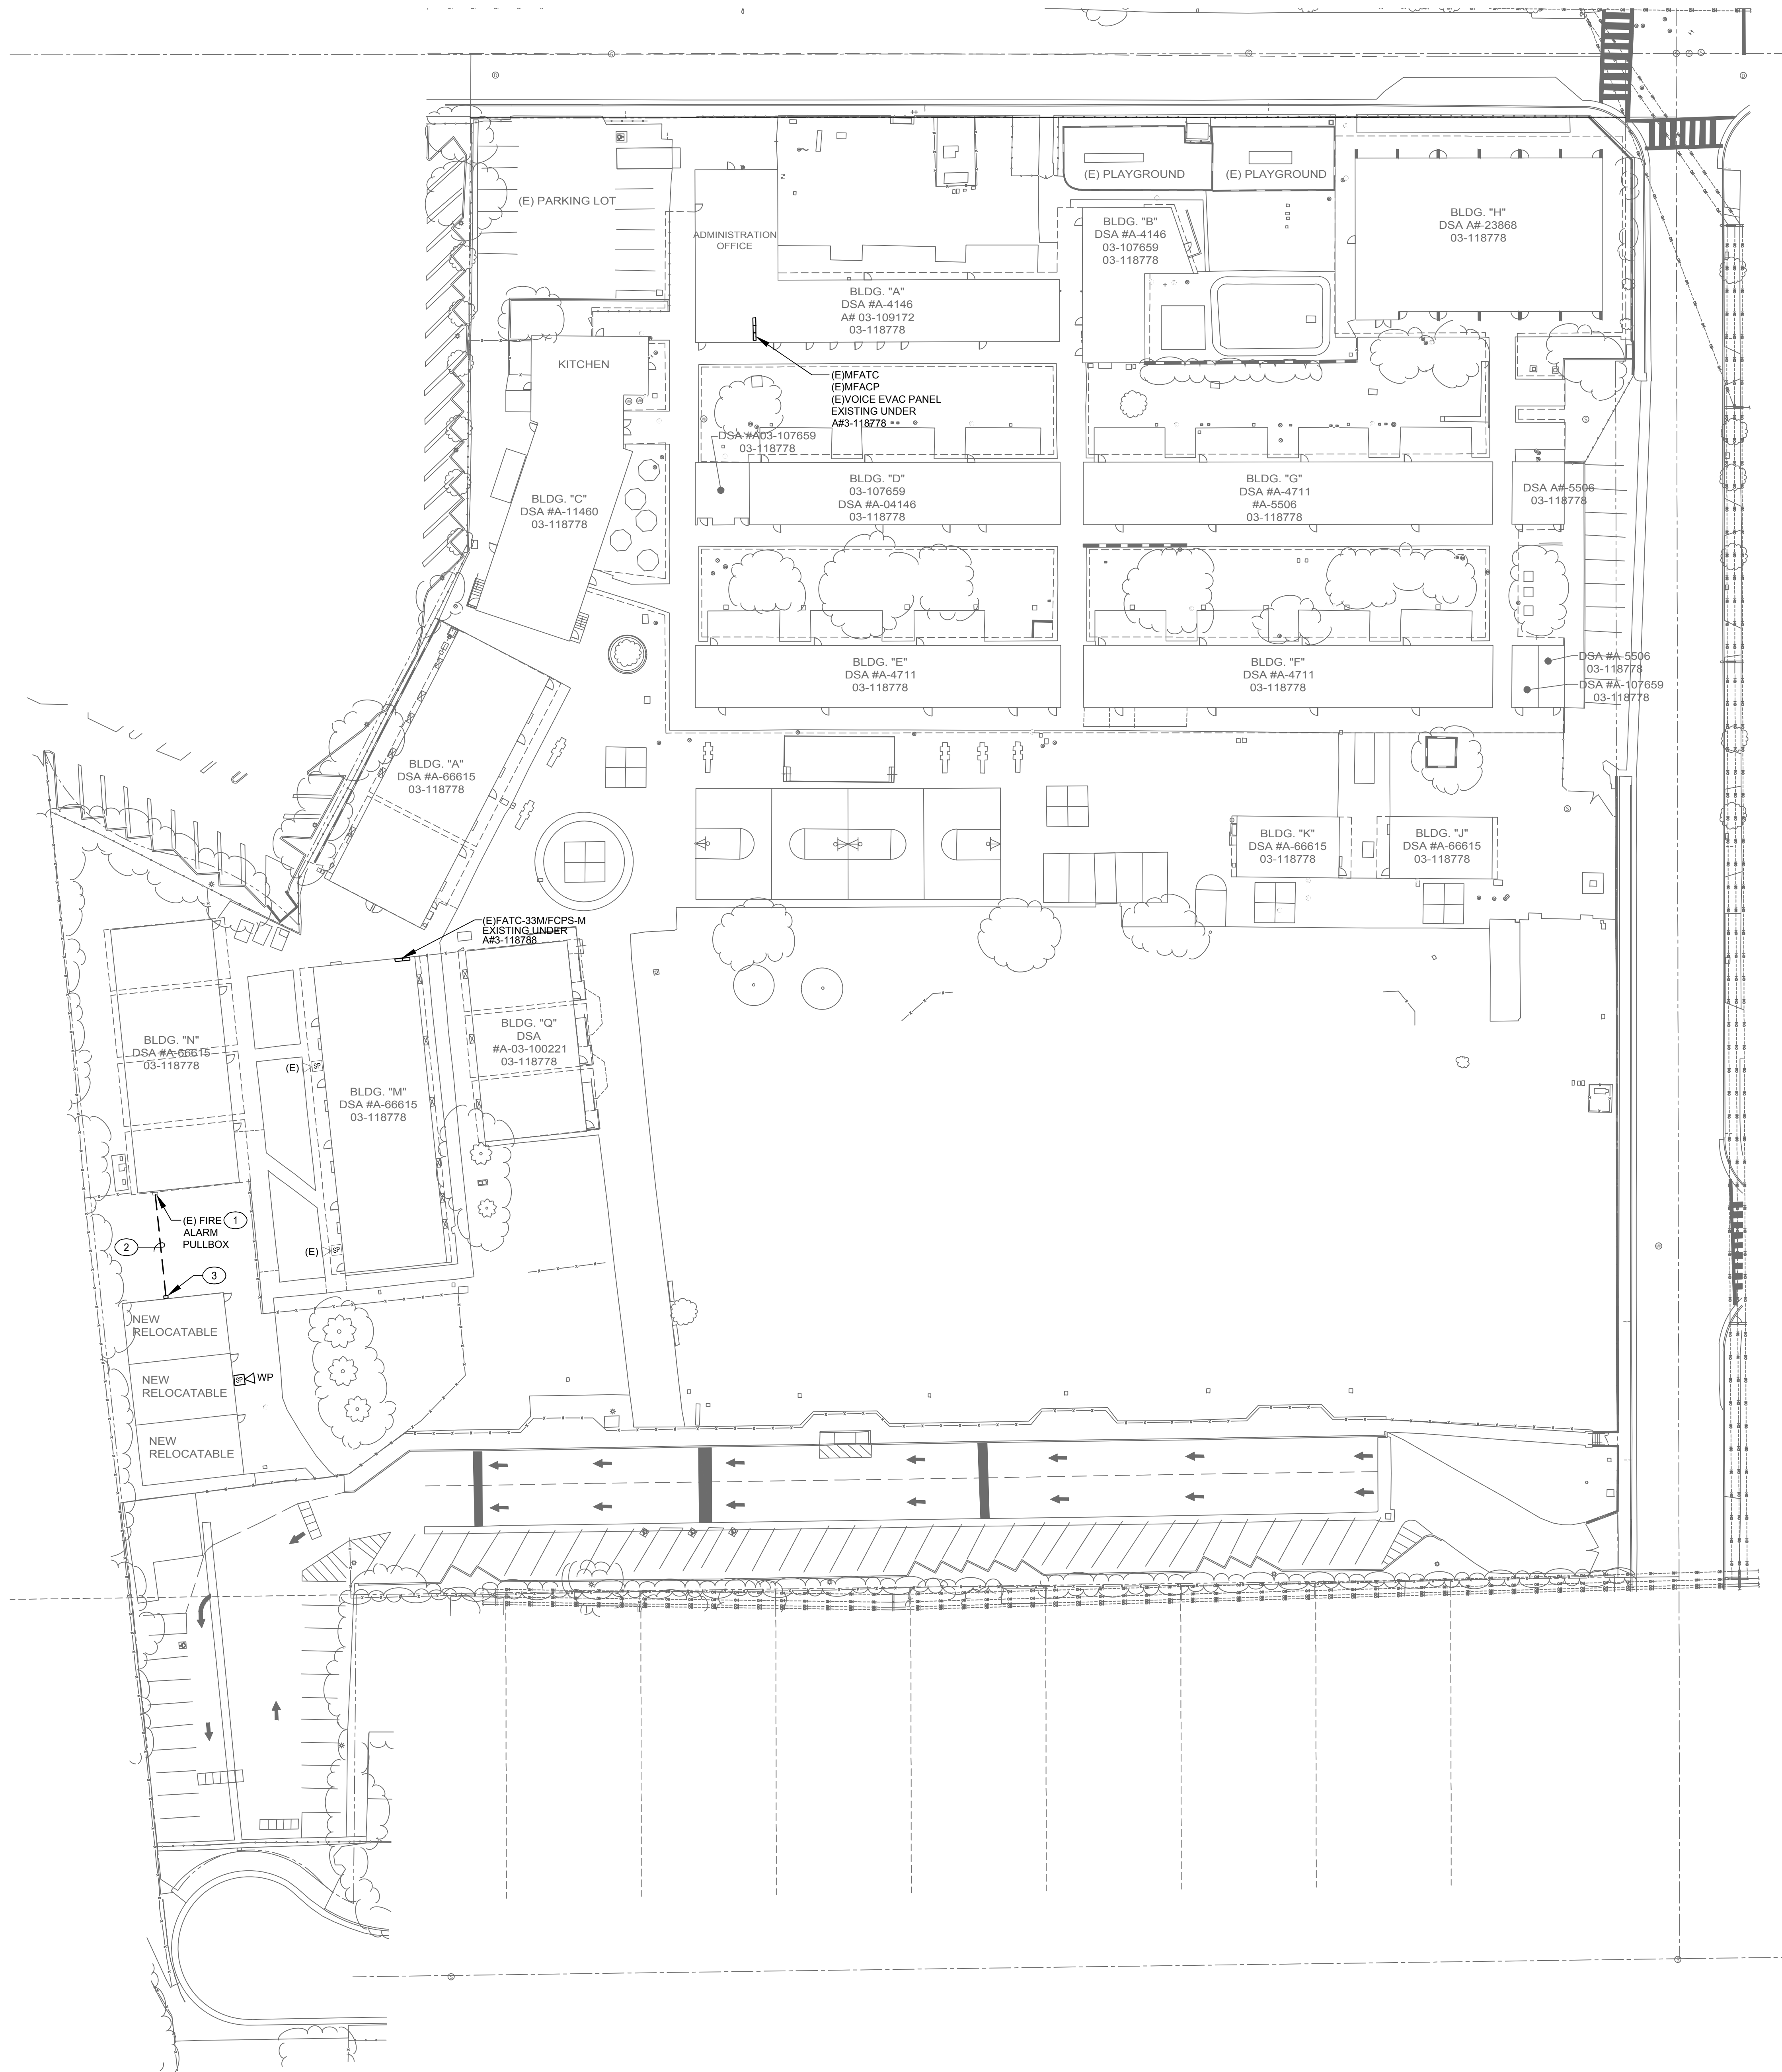 (E) PARKING LOT
ADMINISTRATION
OFFICE
(E) PLAYGROUND
(E) PLAYGROUND
BLDG. "B"
DSA #A-4146
03-107659
03-118778
BLDG. "H"
DSA A#-23868
03-118778
BLDG. "A"
DSA #A-4146
A# 03-109172
03-118778
KITCHEN
(E)MFATC
(E)MFACP
(E)VOICE EVAC PANEL
EXISTING UNDER
A#3-118778
DSA #A03-107659
03-118778
BLDG. "C"
DSA #A-11460
03-118778
BLDG. "D"
03-107659
DSA #A-04146
03-118778
BLDG. "G"
DSA #A-4711
#A-5506
03-118778
DSA A#-5506
03-118778
BLDG. "E"
DSA #A-4711
03-118778
BLDG. "F"
DSA #A-4711
03-118778
DSA #A-5506
03-118778
DSA #A-107659
03-118778
BLDG. "A"
DSA #A-66615
03-118778
BLDG. "K"
DSA #A-66615
03-118778
BLDG. "J"
DSA #A-66615
03-118778
(E)FATC-33M/FCPS-M
EXISTING UNDER
A#3-118788
BLDG. "N"
DSA #A-66615
03-118778
BLDG. "Q"
DSA
#A-03-100221
03-118778
(E) SP
BLDG. "M"
DSA #A-66615
03-118778
(E) FIRE 1
ALARM
PULLBOX
2
(E) SP
3
NEW
RELOCATABLE
NEW
RELOCATABLE
SP WP
NEW
RELOCATABLE